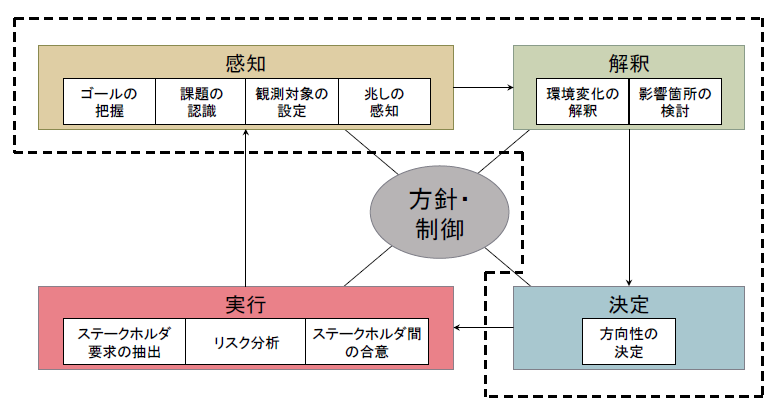 感知
ゴールの
把握
課題の
認識
観測対象の
設定
兆しの
感知
解釈
環境変化の
解釈
影響箇所の
検討
方針・
制御
実行
ステークホルダ
要求の抽出
リスク分析
ステークホルダ間
の合意
決定
方向性の
決定